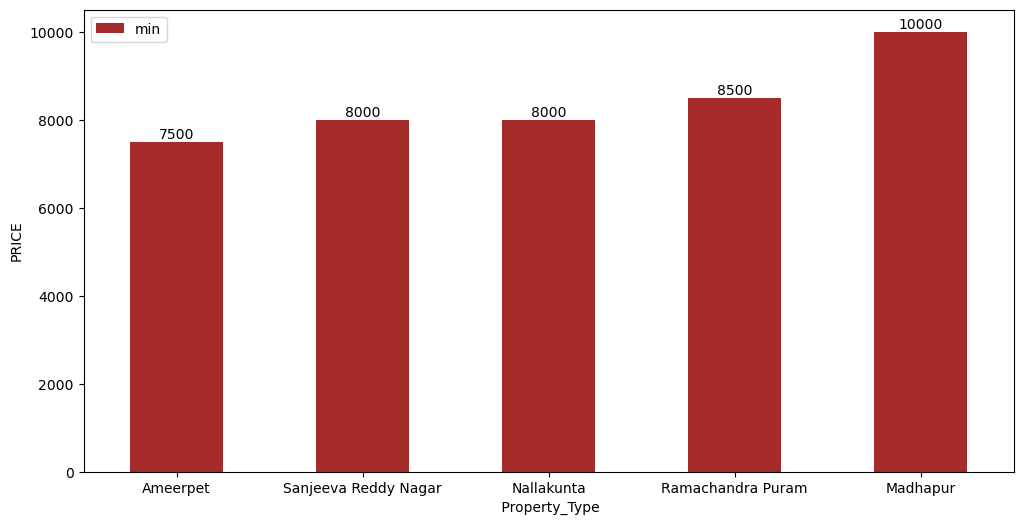 min
10000
8000
6000
4000
2000
0
PRICE
7500
8000
8000
8500
10000
Ameerpet
Sanjeeva Reddy Nagar
Nallakunta
Ramachandra Puram
Madhapur
Property_Type